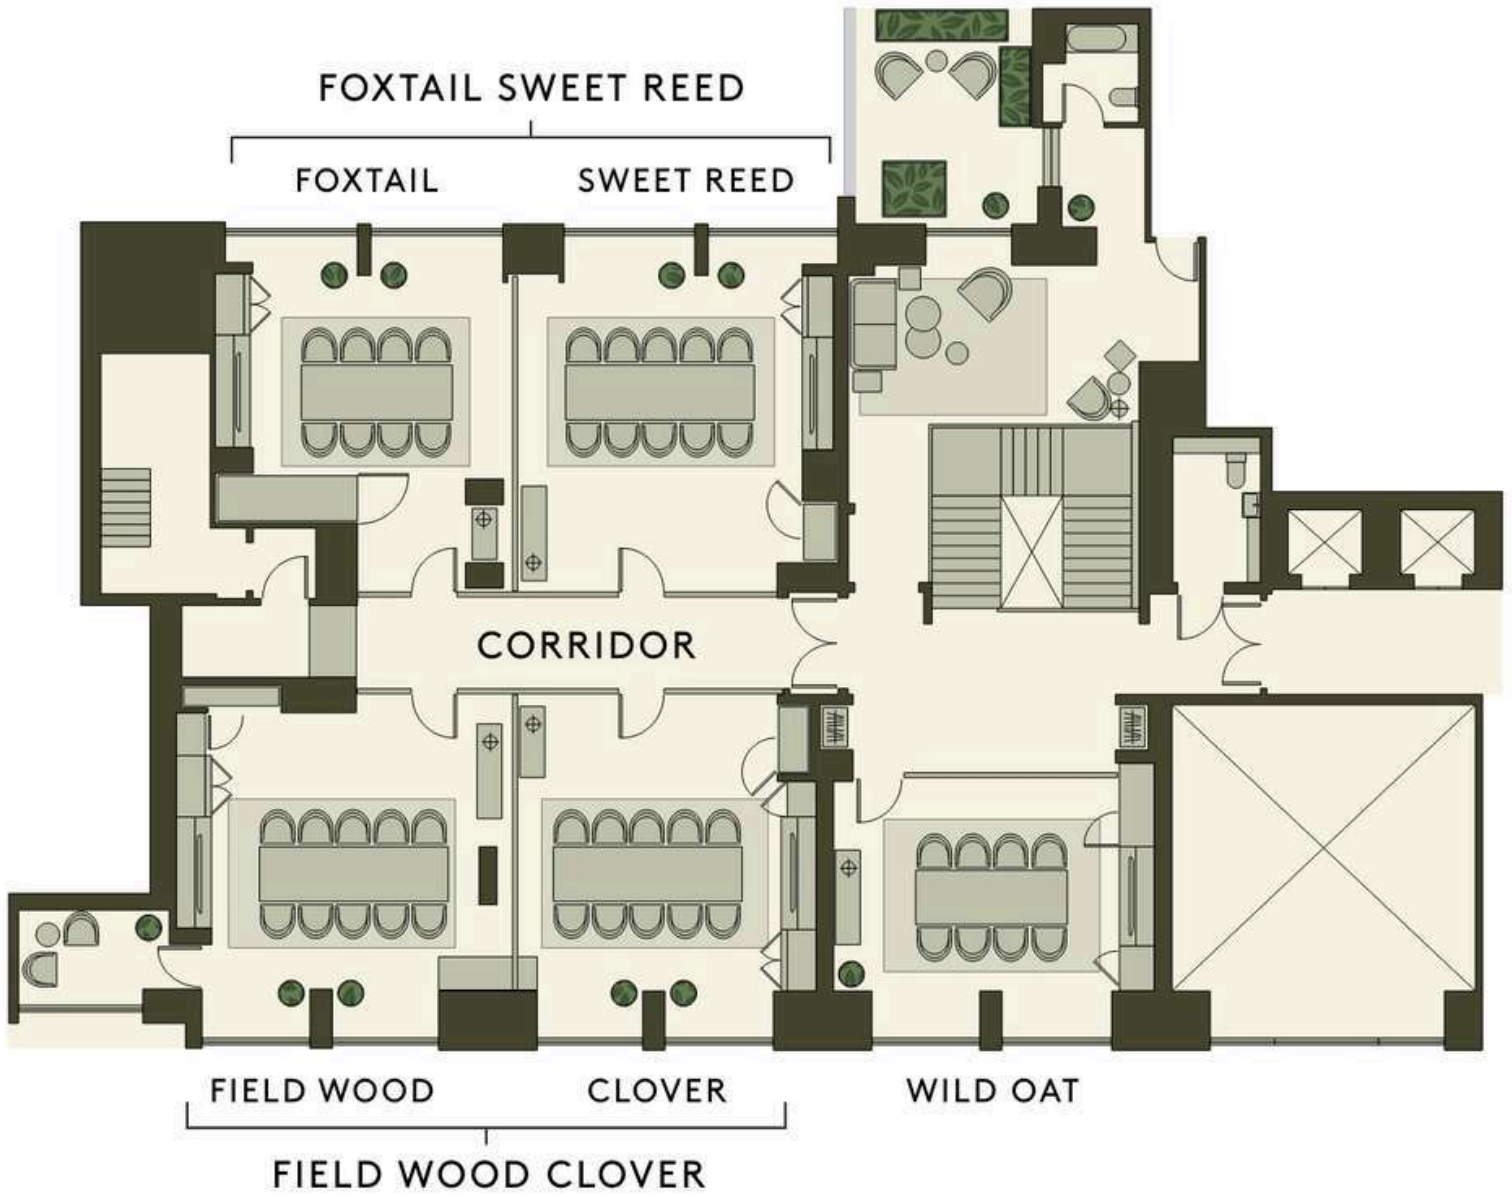 FOXTAIL SWEET REED
FOXTAIL
SWEET REED
CORRIDOR
FIELD WOOD
CLOVER
WILD OAT
FIELD WOOD CLOVER